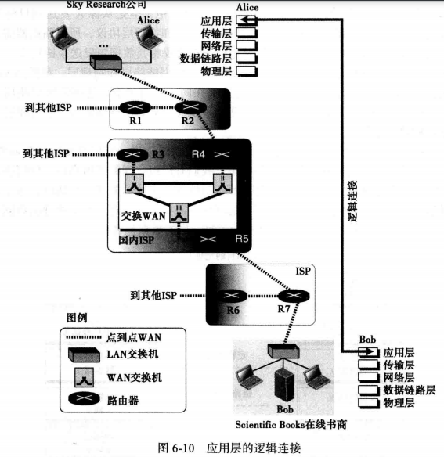 Sky Research公司
Alice
Alice
应用层
传输层
网络层
数据链路层
物理层
到其他ISP
R1
R2
到其他ISP
R3
R4
交换WAN
国内ISP
R5
逻辑连接
ISP
到其他ISP
R6
R7
图例
点到点WAN
LAN交换机
WAN交换机
路由器
Bob
Scientific Books在线书商
Bob
应用层
传输层
网络层
数据链路层
物理层
图 6-10 应用层的逻辑连接